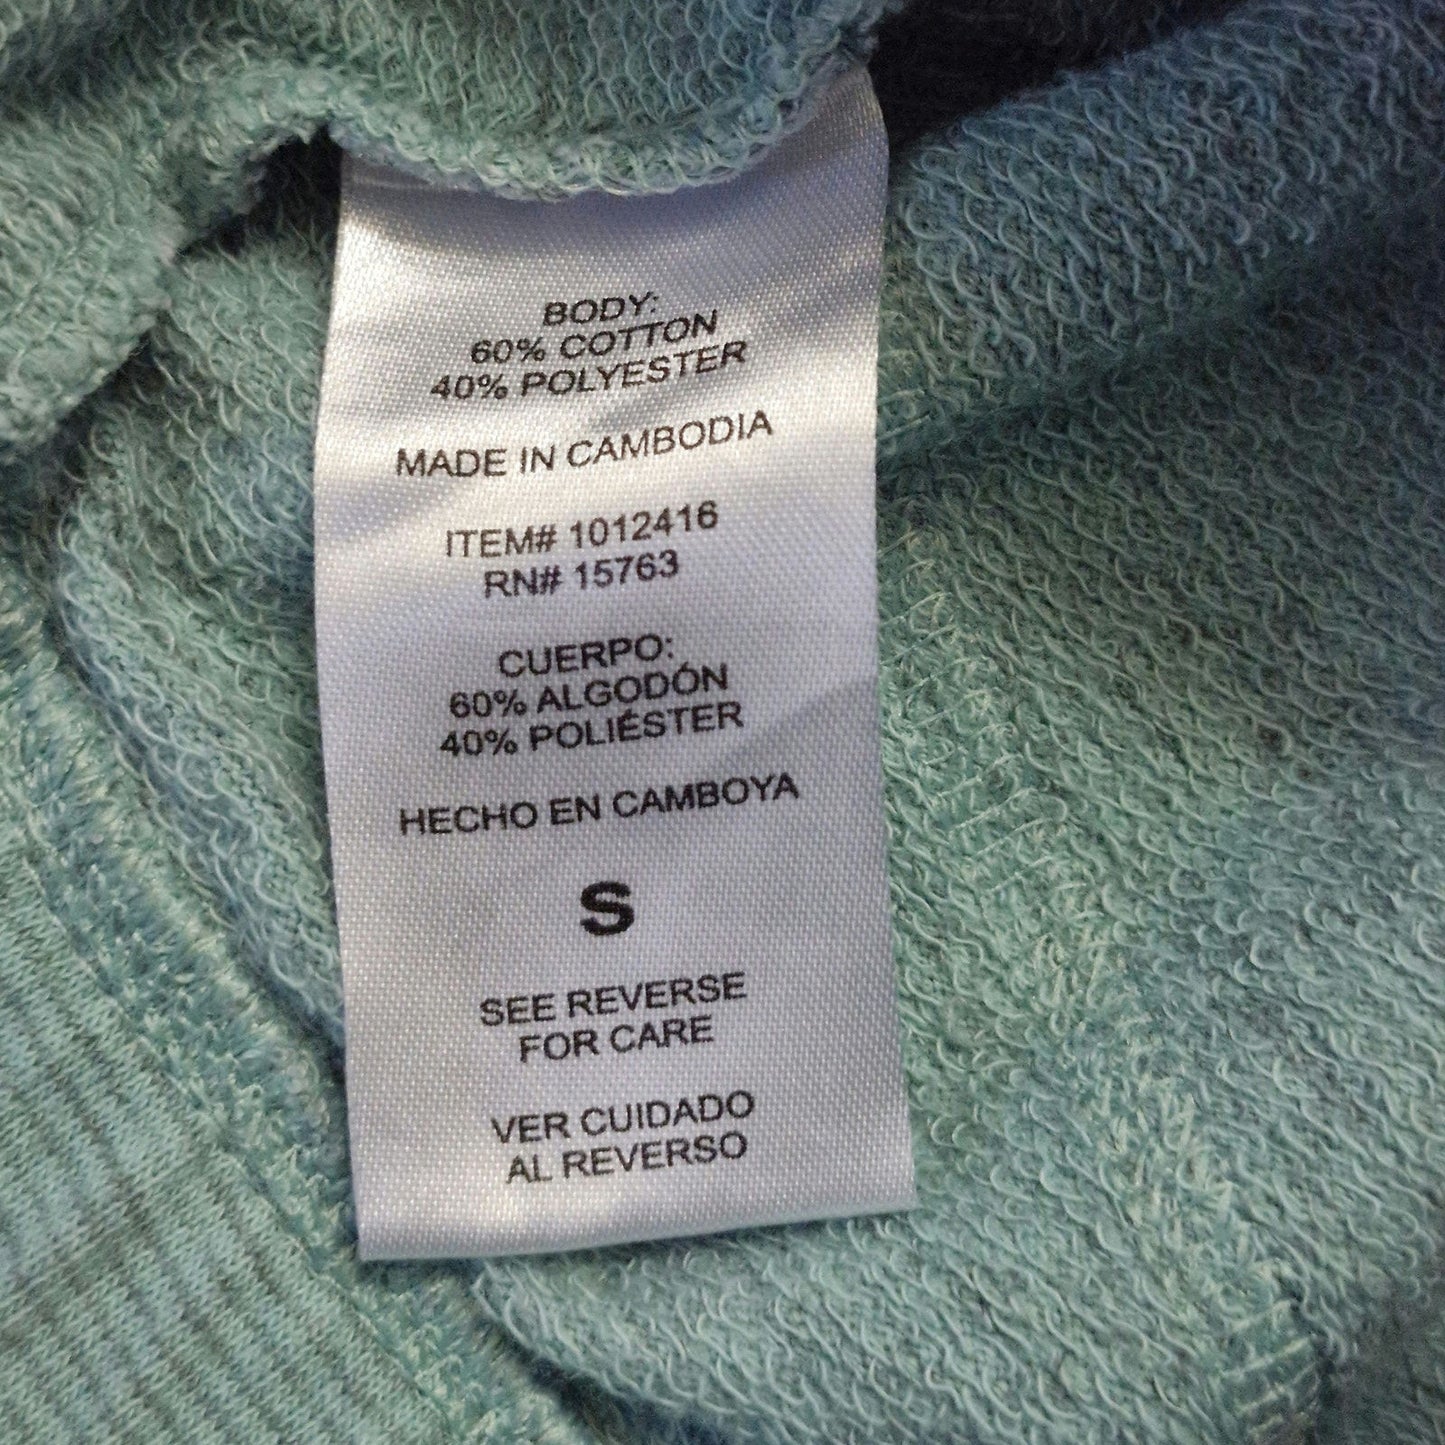 BODY:
60% COTTON
40% POLYESTER
MADE IN CAMBODIA
ITEM# 1012416
RN# 15763
CUERPO:
60% ALGODÓN
40% POLIÉSTER
HECHO EN CAMBOYA
S
SEE REVERSE
FOR CARE
VER CUIDADO
AL REVERSO